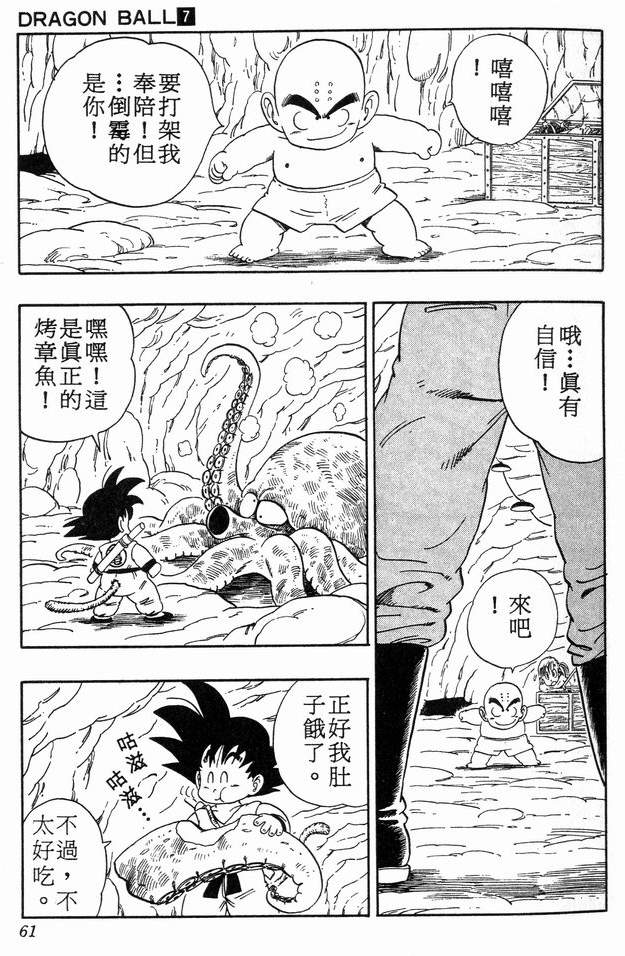 DRAGON BALL 7
嘻嘻嘻
！
要打架我
奉陪！但
…倒霉的
是你！
哦…眞有
自信！
來吧
！
嘿嘿！這
是眞正的
烤章魚！
正好我肚
子餓了。
咕滋
咕滋…
不過，不
太好吃。
61